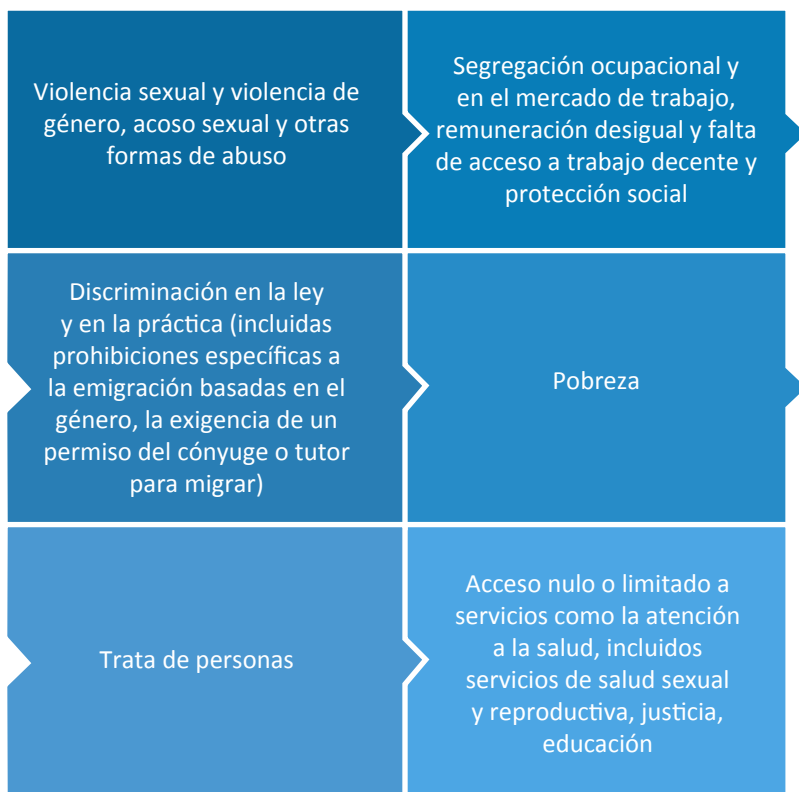 Violencia sexual y violencia de
género, acoso sexual y otras
formas de abuso
Segregación ocupacional y
en el mercado de trabajo,
remuneración desigual y falta
de acceso a trabajo decente y
protección social
Discriminación en la ley
y en la práctica (incluidas
prohibiciones específicas a
la emigración basadas en el
género, la exigencia de un
permiso del cónyuge o tutor
para migrar)
Pobreza
Trata de personas
Acceso nulo o limitado a
servicios como la atención
a la salud, incluidos
servicios de salud sexual
y reproductiva, justicia,
educación